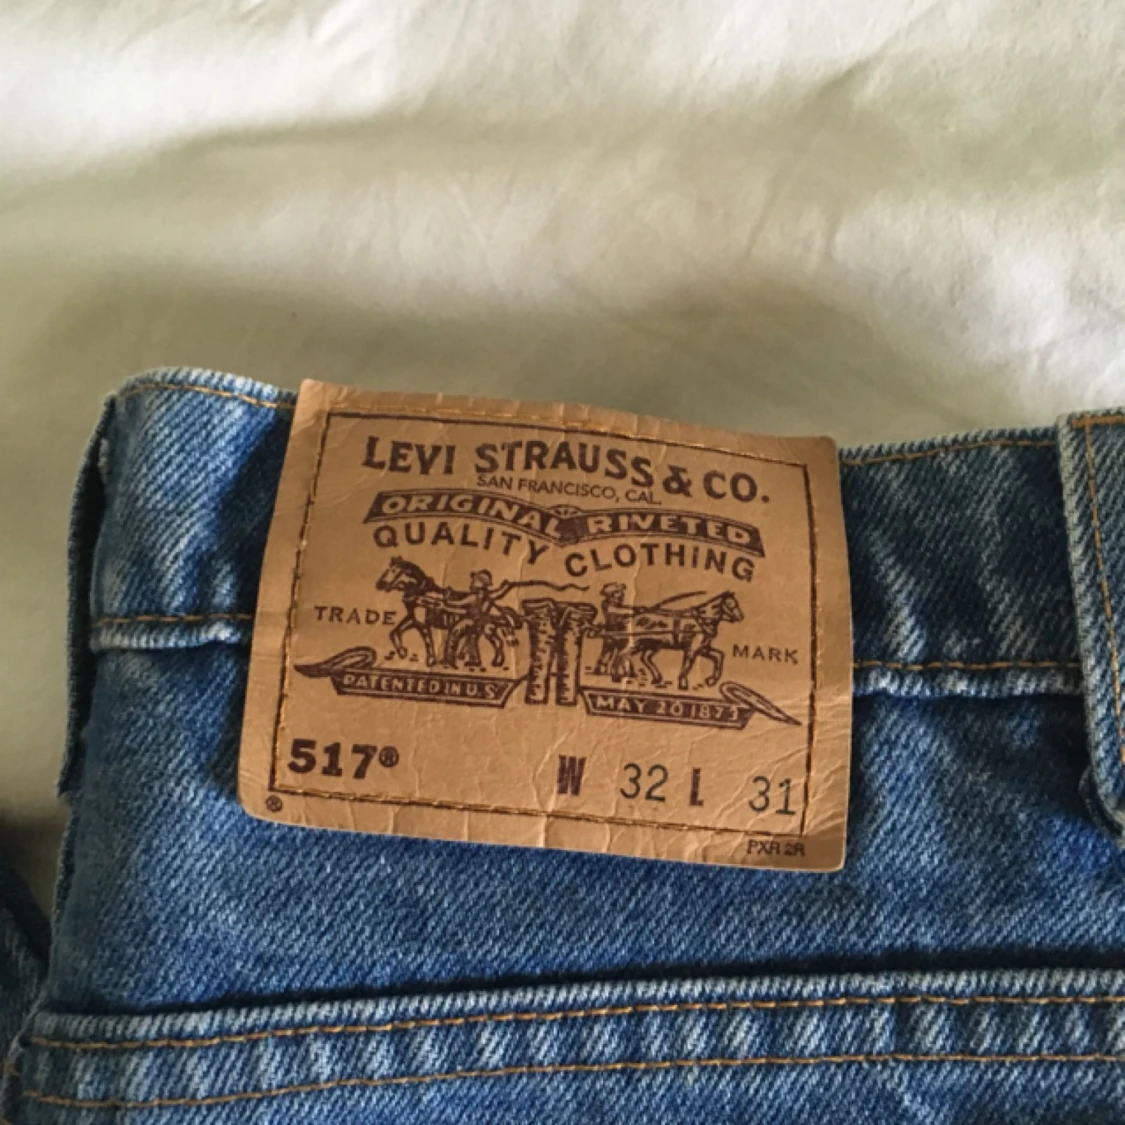 LEVI STRAUSS & CO.
SAN FRANCISCO, CAL.
ORIGINAL RIVETED
QUALITY CLOTHING
TRADE MARK
PATENTED IN U.S. MAY 20 1873
517® W 32 L 31
®
PXR 2R